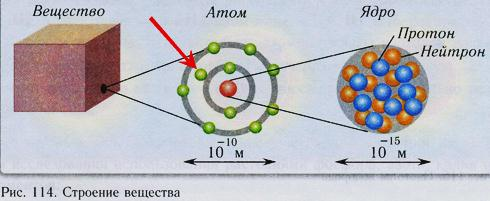 Вещество
Атом
Ядро
Протон
Нейтрон
10⁻¹⁰ м
10⁻¹⁵ м
Рис. 114. Строение вещества